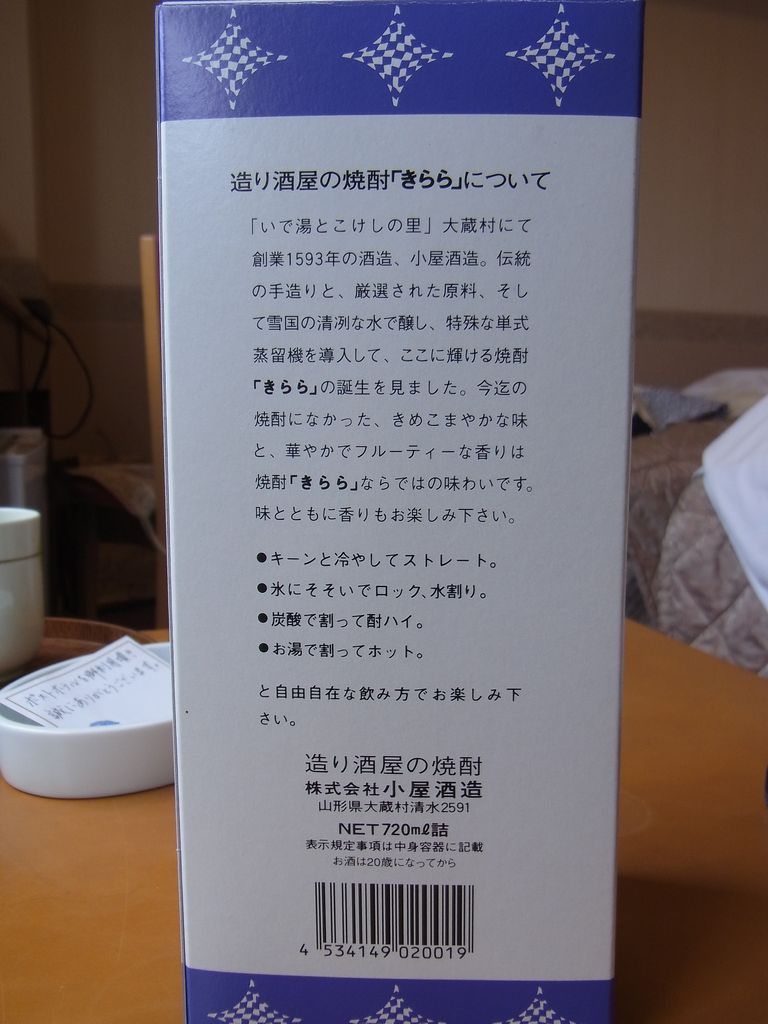 造り酒屋の焼酎「きらら」について
「いで湯とこけしの里」大蔵村にて
創業1593年の酒造、小屋酒造。伝統
の手造りと、厳選された原料、そし
て雪国の清冽な水で醸し、特殊な単式
蒸留機を導入して、ここに輝ける焼酎
「きらら」の誕生を見ました。今迄の
焼酎になかった、きめこまやかな味
と、華やかでフルーティーな香りは
焼酎「きらら」ならではの味わいです。
味とともに香りもお楽しみ下さい。
●キーンと冷やしてストレート。
●氷にそそいでロック、水割り。
●炭酸で割って酎ハイ。
●お湯で割ってホット。
と自由自在な飲み方でお楽しみ下
さい。
造り酒屋の焼酎
株式会社小屋酒造
山形県大蔵村清水2591
NET720mℓ詰
表示規定事項は中身容器に記載
お酒は20歳になってから
4 534149 020019
誠にありがとうございます。